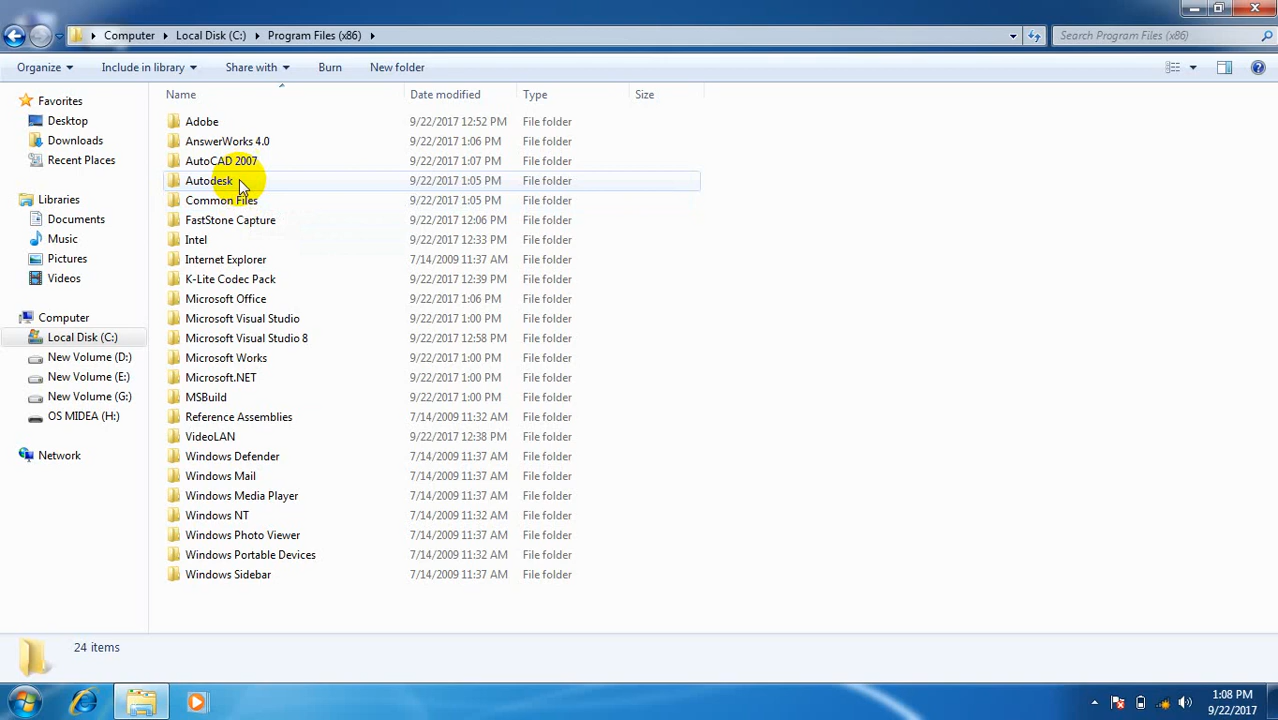 Computer Local Disk (C:) Program Files (x86) Search Program Files (x86)
Organize Include in library Share with Burn New folder
Name Date modified Type Size
Favorites
Desktop
Downloads
Recent Places
Libraries
Documents
Music
Pictures
Videos
Computer
Local Disk (C:)
New Volume (D:)
New Volume (E:)
New Volume (G:)
OS MIDEA (H:)
Network
Adobe 9/22/2017 12:52 PM File folder
AnswerWorks 4.0 9/22/2017 1:06 PM File folder
AutoCAD 2007 9/22/2017 1:07 PM File folder
Autodesk 9/22/2017 1:05 PM File folder
Common Files 9/22/2017 1:05 PM File folder
FastStone Capture 9/22/2017 12:06 PM File folder
Intel 9/22/2017 12:33 PM File folder
Internet Explorer 7/14/2009 11:37 AM File folder
K-Lite Codec Pack 9/22/2017 12:39 PM File folder
Microsoft Office 9/22/2017 1:06 PM File folder
Microsoft Visual Studio 9/22/2017 1:00 PM File folder
Microsoft Visual Studio 8 9/22/2017 12:58 PM File folder
Microsoft Works 9/22/2017 1:00 PM File folder
Microsoft.NET 9/22/2017 1:00 PM File folder
MSBuild 9/22/2017 1:00 PM File folder
Reference Assemblies 7/14/2009 11:32 AM File folder
VideoLAN 9/22/2017 12:38 PM File folder
Windows Defender 7/14/2009 11:37 AM File folder
Windows Mail 7/14/2009 11:37 AM File folder
Windows Media Player 7/14/2009 11:37 AM File folder
Windows NT 7/14/2009 11:32 AM File folder
Windows Photo Viewer 7/14/2009 11:37 AM File folder
Windows Portable Devices 7/14/2009 11:32 AM File folder
Windows Sidebar 7/14/2009 11:37 AM File folder
24 items
1:08 PM
9/22/2017